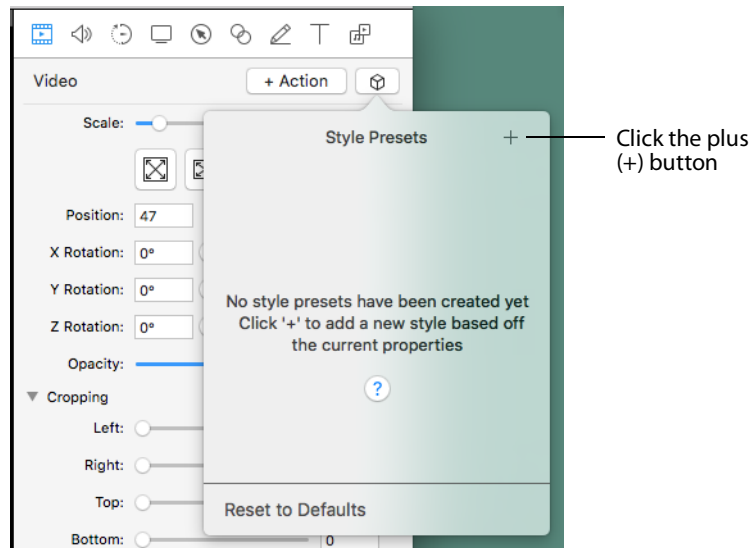 Video
+ Action
Scale:
Style Presets
+
Click the plus
(+) button
Position:
47
X Rotation:
0°
Y Rotation:
0°
Z Rotation:
0°
No style presets have been created yet
Click '+' to add a new style based off
the current properties
?
Opacity:
Cropping
Left:
Right:
Top:
Reset to Defaults
Bottom:
0